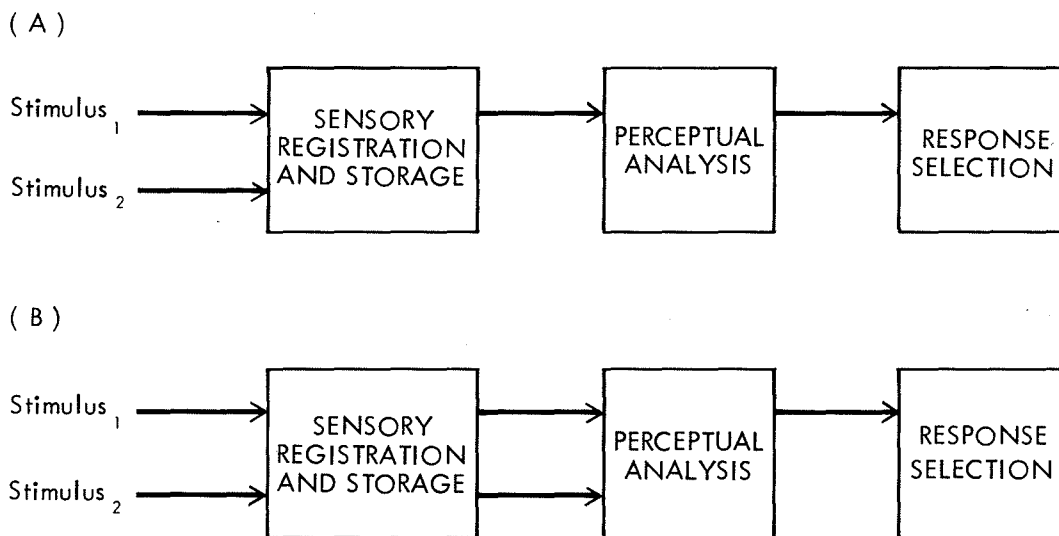 ( A )
Stimulus 1
Stimulus 2
SENSORY
REGISTRATION
AND STORAGE
PERCEPTUAL
ANALYSIS
RESPONSE
SELECTION
( B )
Stimulus 1
Stimulus 2
SENSORY
REGISTRATION
AND STORAGE
PERCEPTUAL
ANALYSIS
RESPONSE
SELECTION